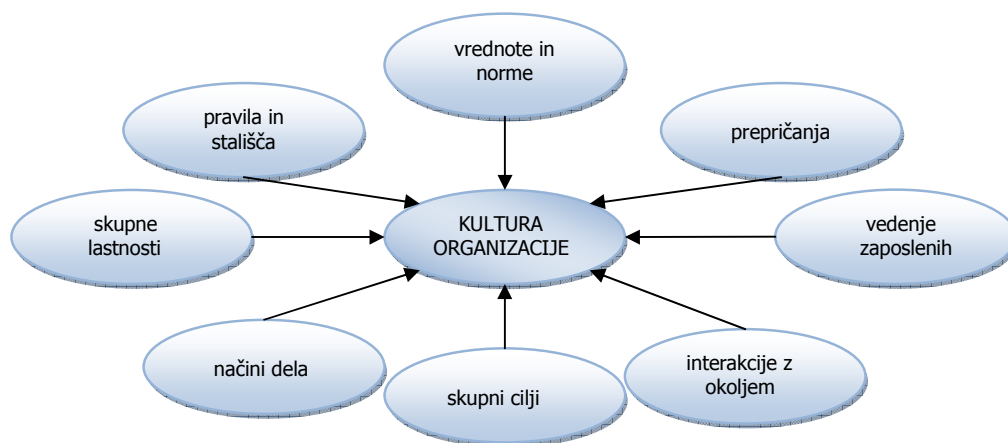 vrednote in
norme
pravila in
stališča
prepričanja
skupne
lastnosti
KULTURA
ORGANIZACIJE
vedenje
zaposlenih
načini dela
skupni cilji
interakcije z
okoljem